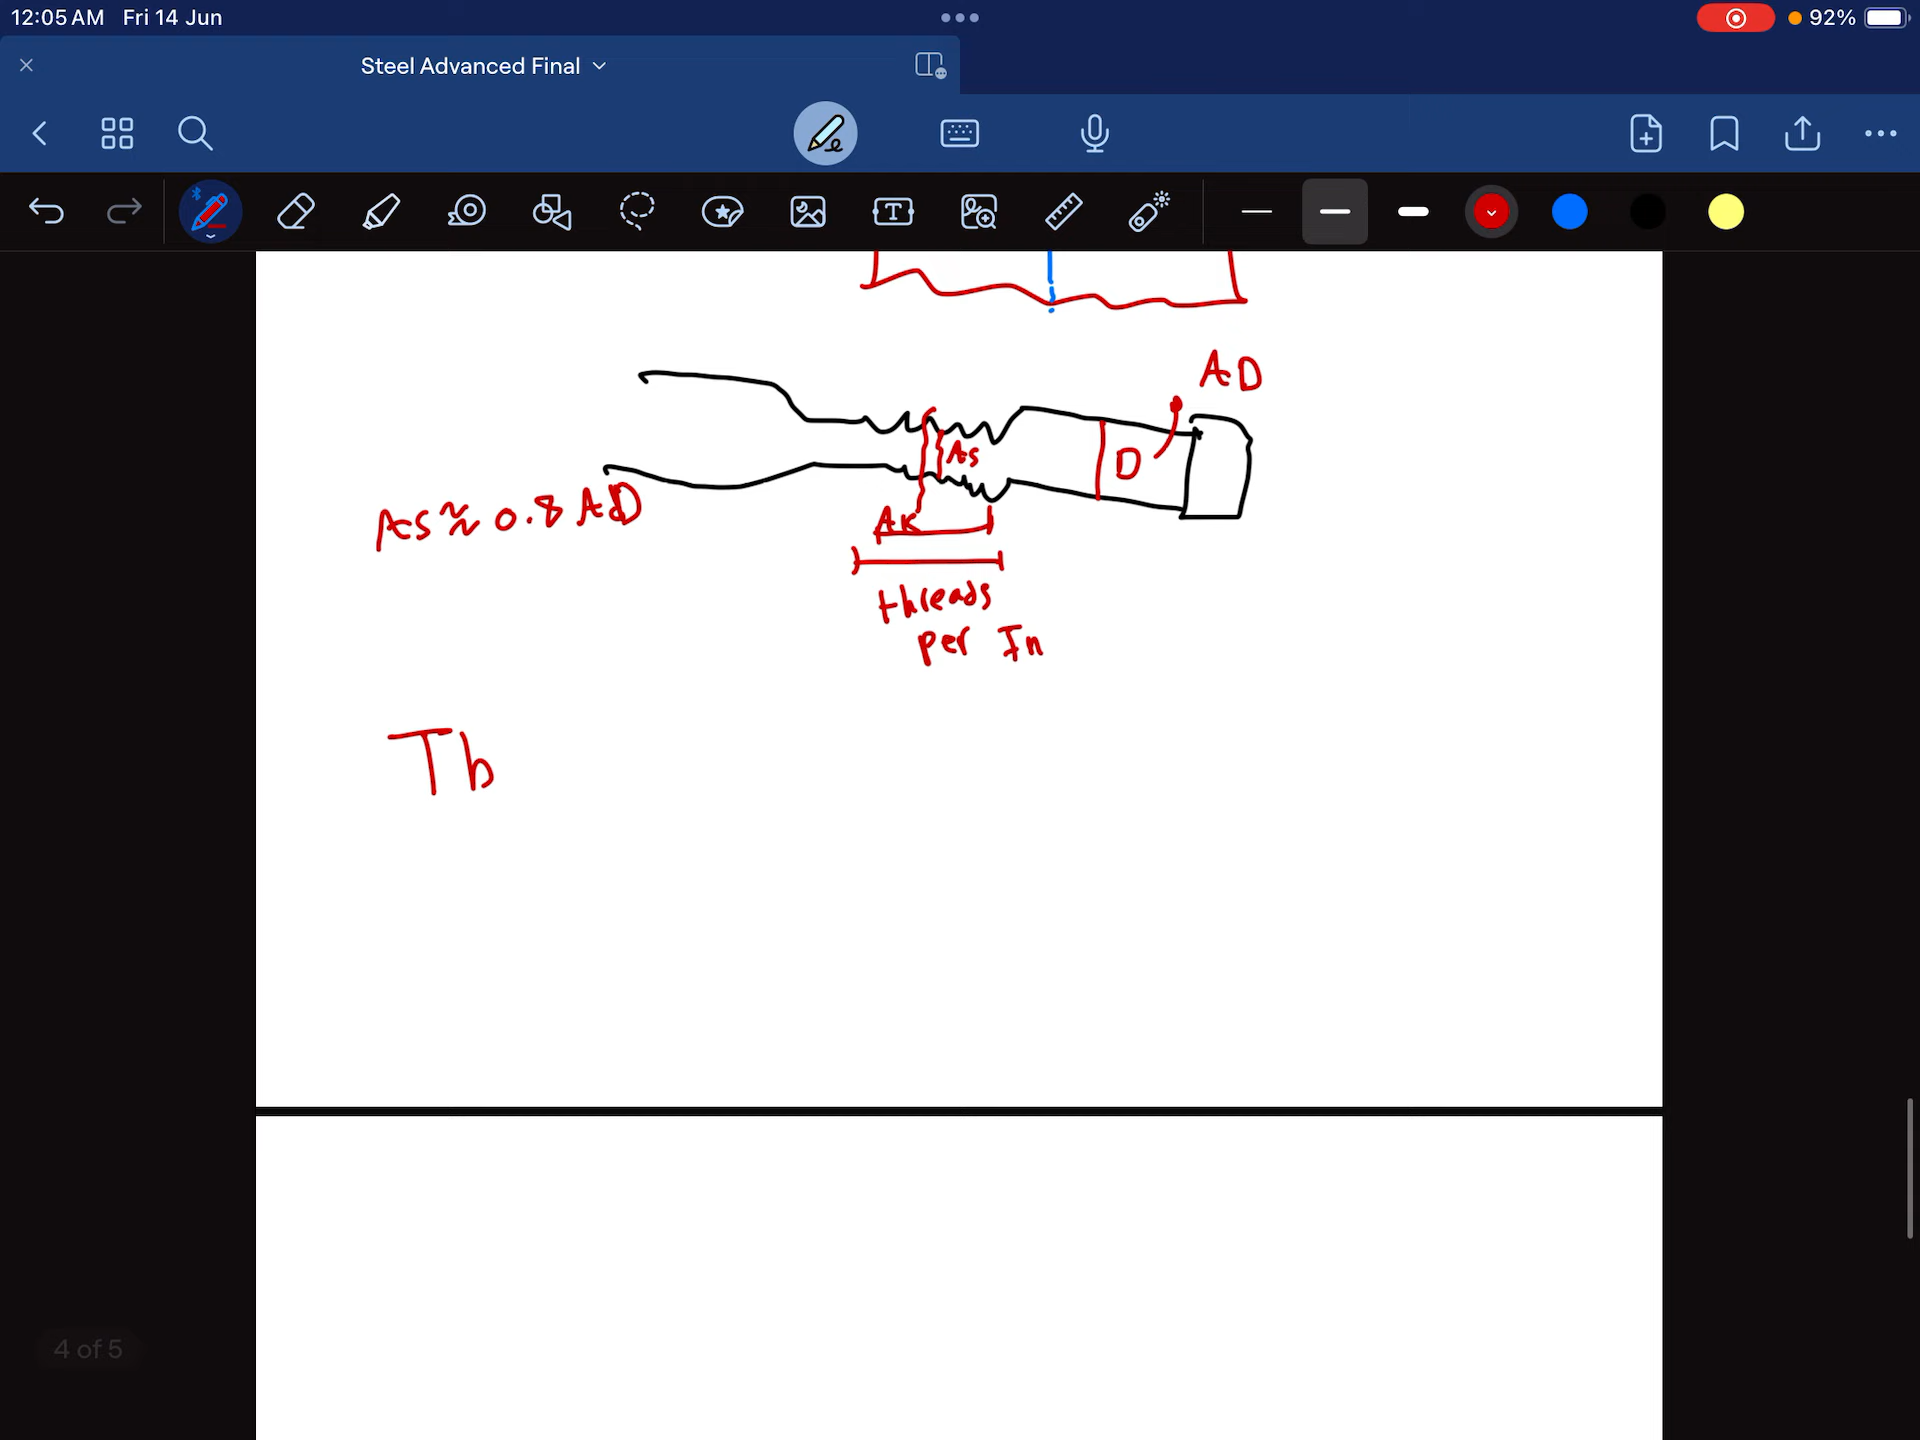 12:05 AM Fri 14 Jun
92%
Steel Advanced Final
T
AD
D
As
As ≈ 0.8 AD
AK
threads
per In
Tb
4 of 5